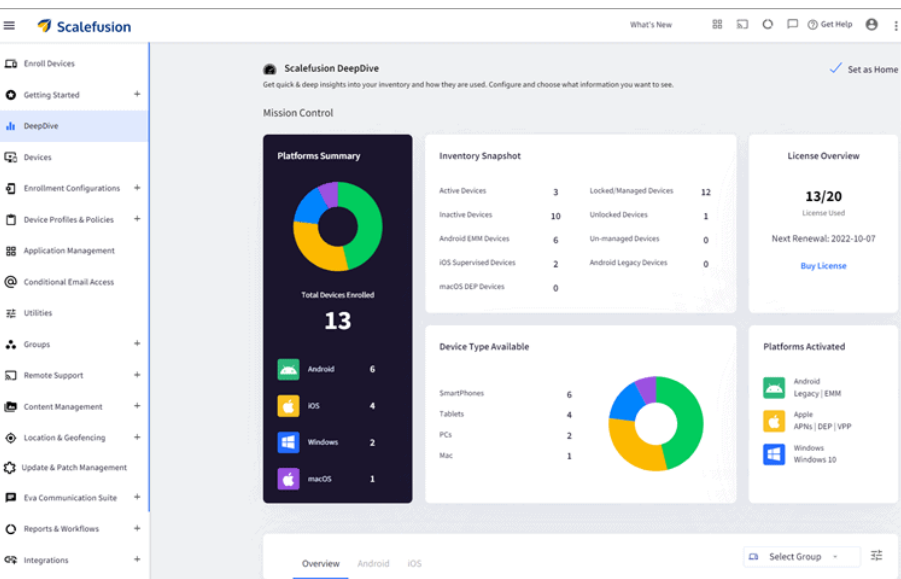 Scalefusion
What's New
Get Help
Enroll Devices
Getting Started +
DeepDive
Devices
Enrollment Configurations +
Device Profiles & Policies +
Application Management
Conditional Email Access
Utilities
Groups +
Remote Support +
Content Management +
Location & Geofencing +
Update & Patch Management
Eva Communication Suite +
Reports & Workflows +
Integrations +
Scalefusion DeepDive
Set as Home
Get quick & deep insights into your inventory and how they are used. Configure and choose what information you want to see.
Mission Control
Platforms Summary
Total Devices Enrolled
13
Android 6
iOS 4
Windows 2
macOS 1
Inventory Snapshot
Active Devices 3 Locked/Managed Devices 12
Inactive Devices 10 Unlocked Devices 1
Android EMM Devices 6 Un-managed Devices 0
iOS Supervised Devices 2 Android Legacy Devices 0
macOS DEP Devices 0
License Overview
13/20
License Used
Next Renewal: 2022-10-07
Buy License
Device Type Available
SmartPhones 6
Tablets 4
PCs 2
Mac 1
Platforms Activated
Android
Legacy | EMM
Apple
APNs | DEP | VPP
Windows
Windows 10
Overview Android iOS
Select Group